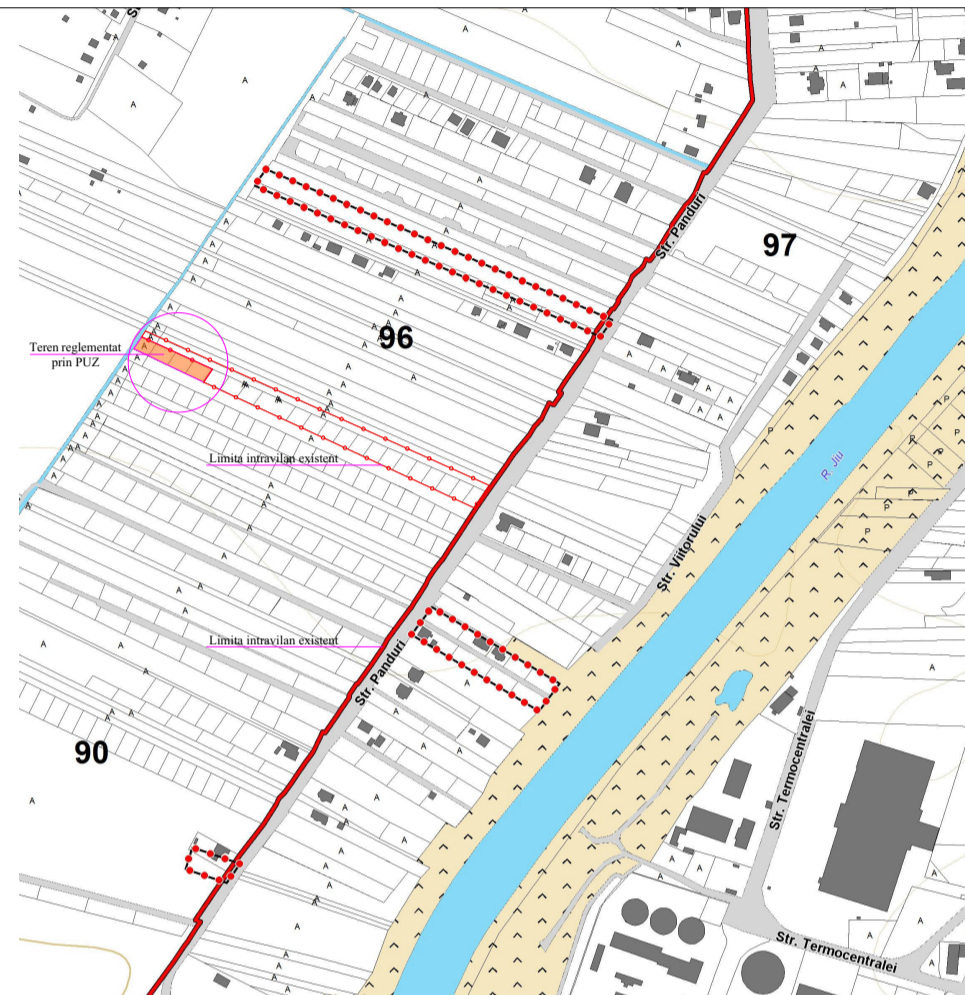 Str. Panduri
97
96
Teren reglementat
prin PUZ
Limita intravilan existent
R. Jiu
Str. Viitorului
Limita intravilan existent
Str. Panduri
90
Str. Termocentralei
Str. Termocentralei